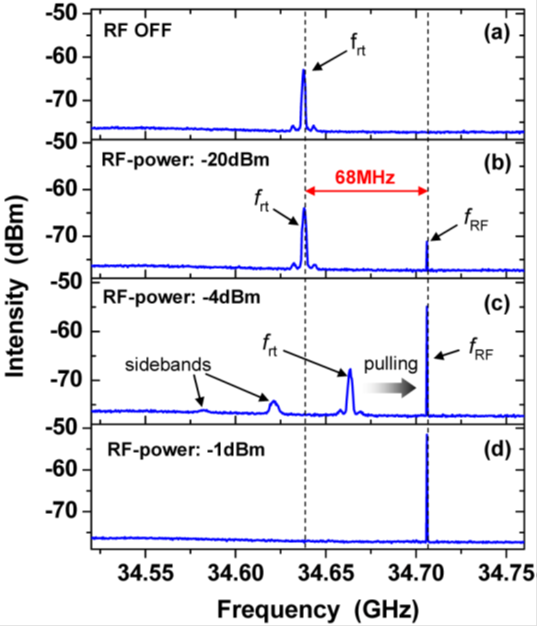 -50
RF OFF
(a)
f_rt
-60
-70
-50
RF-power: -20dBm
(b)
68MHz
-60
f_rt
f_RF
-70
-50
RF-power: -4dBm
(c)
-60
f_rt
f_RF
sidebands
pulling
-70
-50
RF-power: -1dBm
(d)
-60
-70
34.55 34.60 34.65 34.70 34.75
Frequency (GHz)
Intensity (dBm)